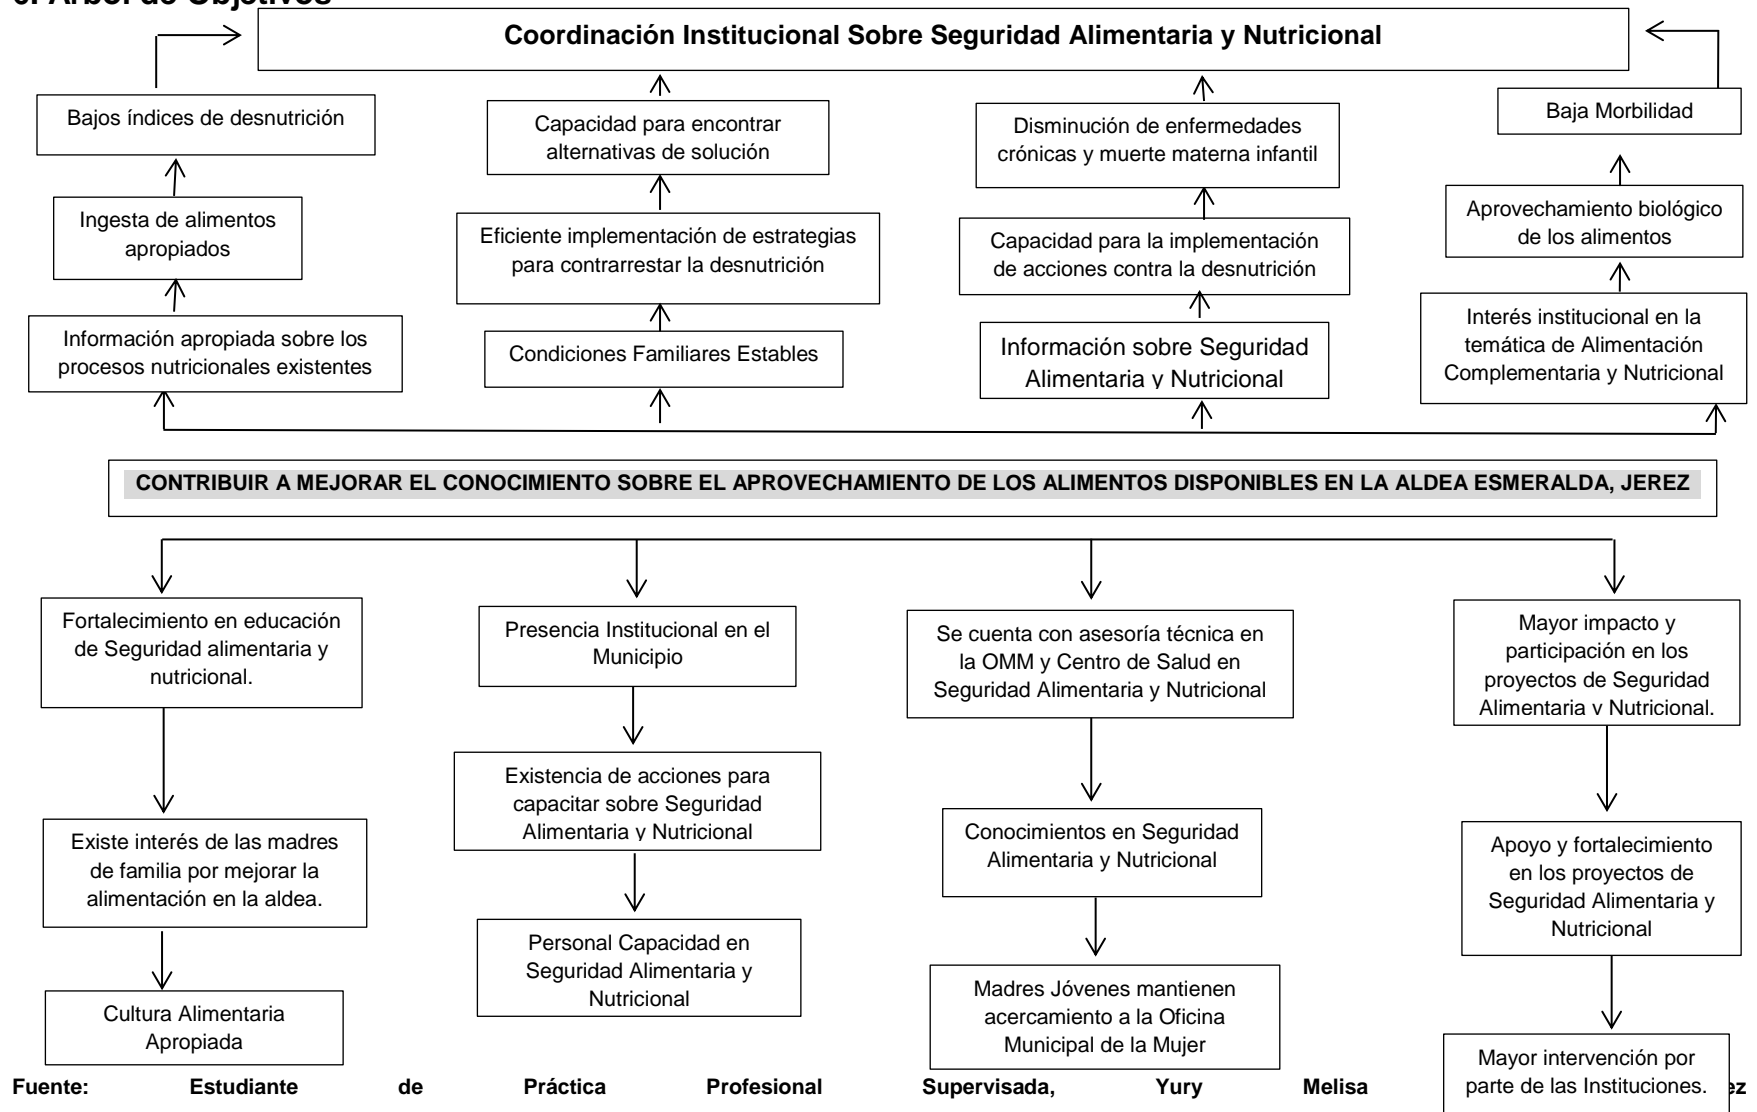 Coordinación Institucional Sobre Seguridad Alimentaria y Nutricional
Bajos índices de desnutrición
Capacidad para encontrar
alternativas de solución
Disminución de enfermedades
crónicas y muerte materna infantil
Baja Morbilidad
Ingesta de alimentos
apropiados
Eficiente implementación de estrategias
para contrarrestar la desnutrición
Capacidad para la implementación
de acciones contra la desnutrición
Aprovechamiento biológico
de los alimentos
Información apropiada sobre los
procesos nutricionales existentes
Condiciones Familiares Estables
Información sobre Seguridad
Alimentaria y Nutricional
Interés institucional en la
temática de Alimentación
Complementaria y Nutricional
CONTRIBUIR A MEJORAR EL CONOCIMIENTO SOBRE EL APROVECHAMIENTO DE LOS ALIMENTOS DISPONIBLES EN LA ALDEA ESMERALDA, JEREZ
Fortalecimiento en educación
de Seguridad alimentaria y
nutricional.
Presencia Institucional en el
Municipio
Se cuenta con asesoría técnica en
la OMM y Centro de Salud en
Seguridad Alimentaria y Nutricional
Mayor impacto y
participación en los
proyectos de Seguridad
Alimentaria y Nutricional.
Existe interés de las madres
de familia por mejorar la
alimentación en la aldea.
Existencia de acciones para
capacitar sobre Seguridad
Alimentaria y Nutricional
Conocimientos en Seguridad
Alimentaria y Nutricional
Apoyo y fortalecimiento
en los proyectos de
Seguridad Alimentaria y
Nutricional
Cultura Alimentaria
Apropiada
Personal Capacidad en
Seguridad Alimentaria y
Nutricional
Madres Jóvenes mantienen
acercamiento a la Oficina
Municipal de la Mujer
Mayor intervención por
parte de las Instituciones.
Fuente: Estudiante de Práctica Profesional Supervisada, Yury Melisa